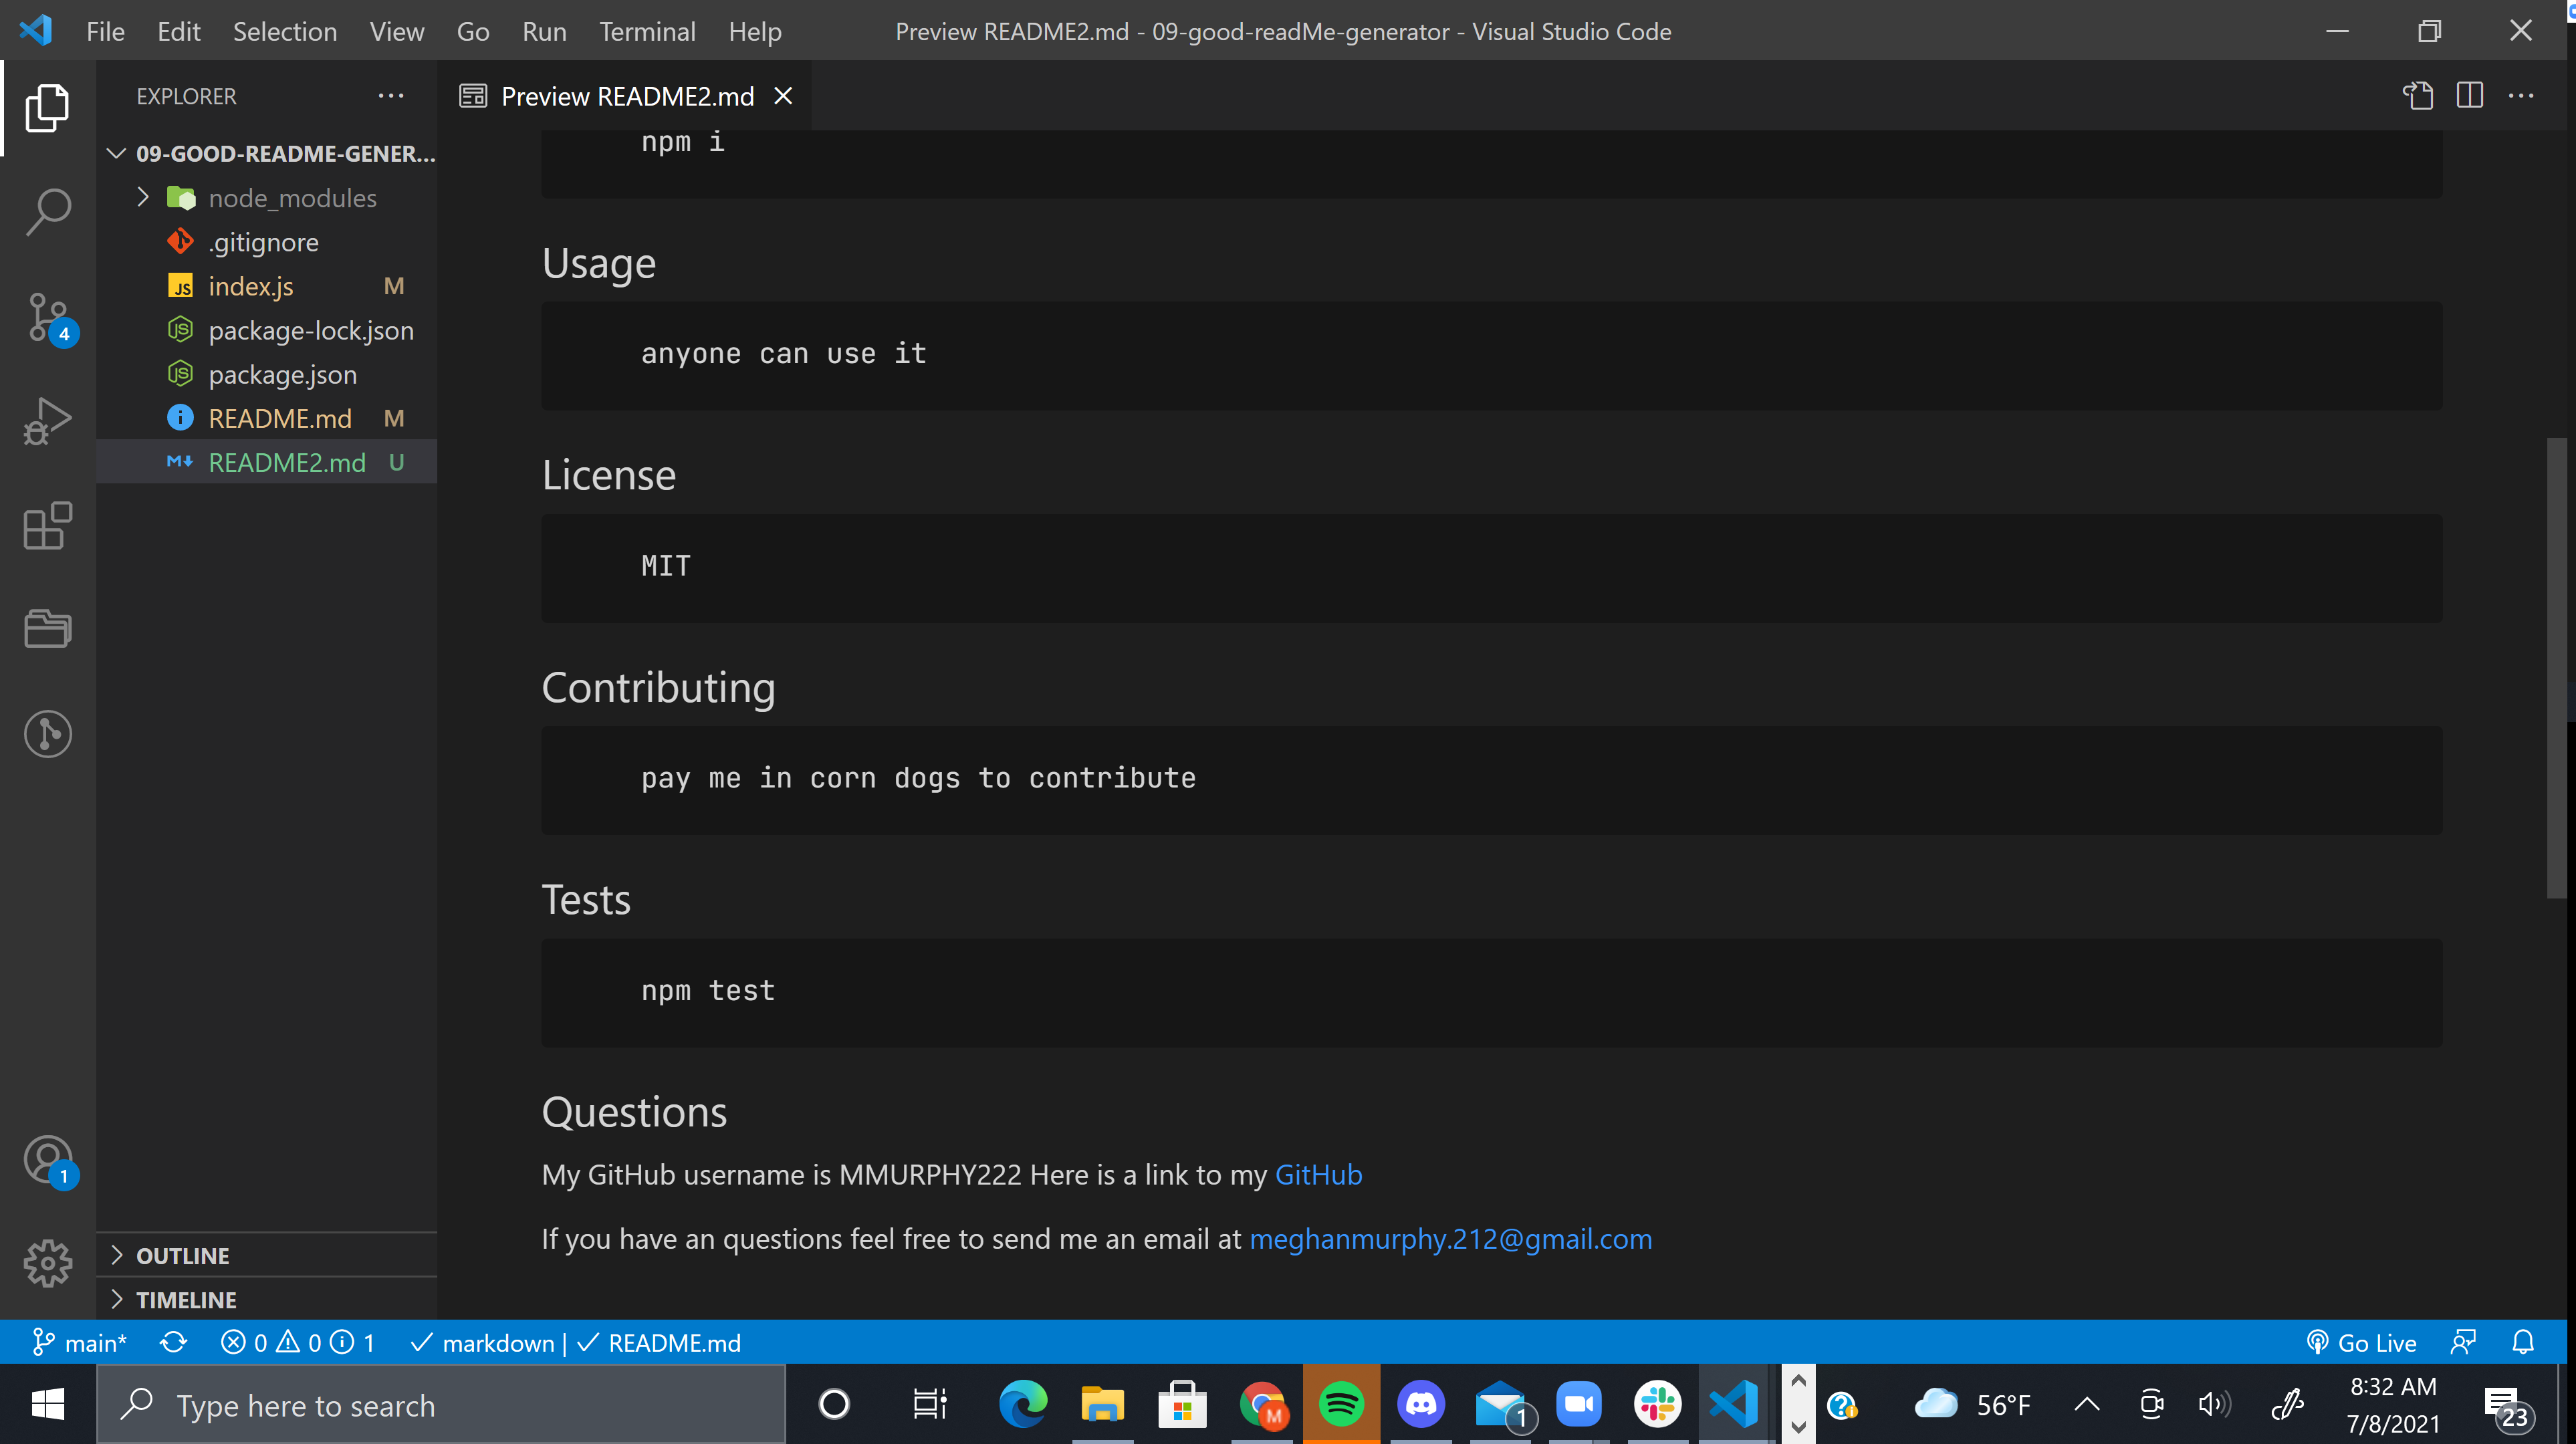 File Edit Selection View Go Run Terminal Help Preview README2.md - 09-good-readMe-generator - Visual Studio Code
EXPLORER
Preview README2.md
09-GOOD-README-GENER...
node_modules
.gitignore
index.js M
package-lock.json
package.json
README.md M
README2.md U
4
1
OUTLINE
TIMELINE
npm i
Usage
anyone can use it
License
MIT
Contributing
pay me in corn dogs to contribute
Tests
npm test
Questions
My GitHub username is MMURPHY222 Here is a link to my GitHub
If you have an questions feel free to send me an email at meghanmurphy.212@gmail.com
main* 0 0 1 markdown | README.md Go Live
Type here to search
M
1
56°F
8:32 AM
7/8/2021
23